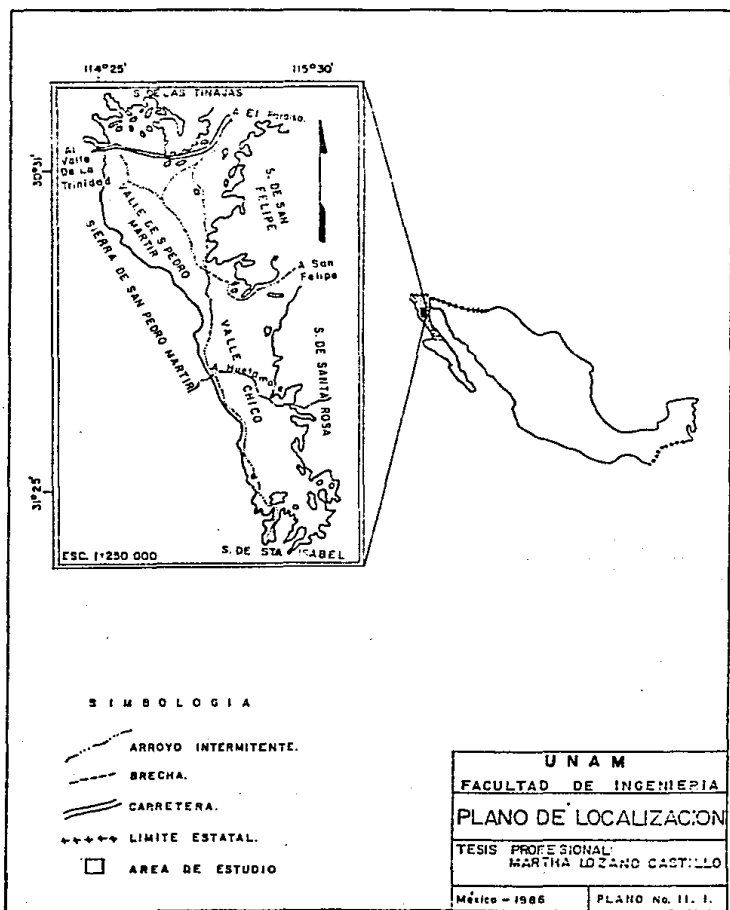 114°25'
115°30'
S. DE LAS TINAJAS
A El Paraiso.
Al
Valle
De La
Trinidad
30°31'
VALLE DE S. PEDRO
MARTIR
S. DE SAN
FELIPE
SIERRA DE SAN PEDRO MARTIR
A San
Felipe
VALLE
CHICO
A. Huatamote
S. DE SANTA ROSA
31°25'
ESC. 1:250 000
S. DE STA ISABEL
SIMBOLOGIA
ARROYO INTERMITENTE.
BRECHA.
CARRETERA.
LIMITE ESTATAL.
AREA DE ESTUDIO
UNAM
FACULTAD DE INGENIERIA
PLANO DE LOCALIZACION
TESIS PROFESIONAL:
MARTHA LOZANO CASTILLO
México - 1986
PLANO No. II. I.